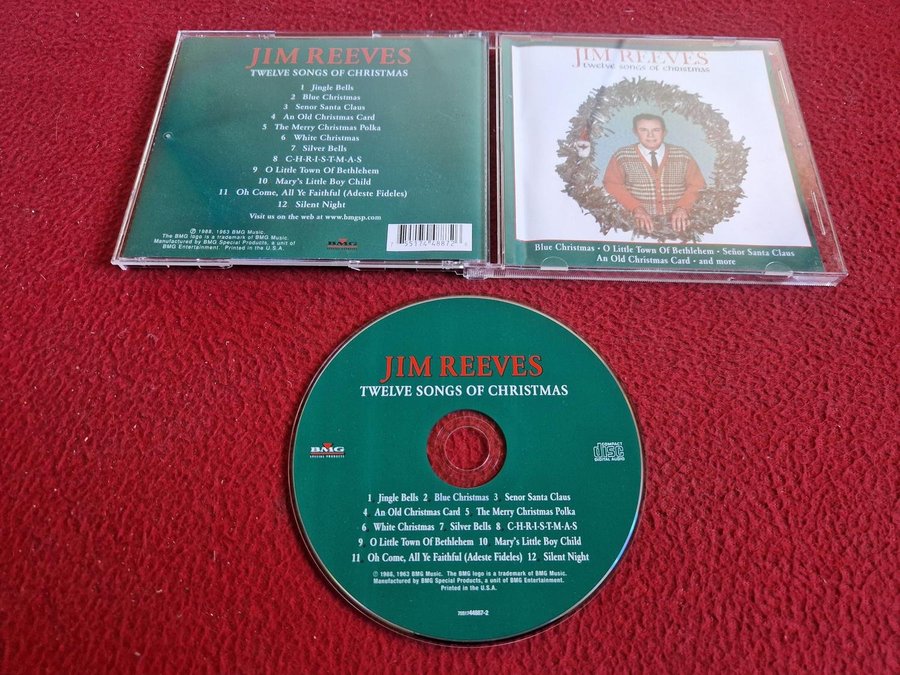 JIM REEVES
TWELVE SONGS OF CHRISTMAS
1 Jingle Bells
2 Blue Christmas
3 Senor Santa Claus
4 An Old Christmas Card
5 The Merry Christmas Polka
6 White Christmas
7 Silver Bells
8 C-H-R-I-S-T-M-A-S
9 O Little Town Of Bethlehem
10 Mary's Little Boy Child
11 Oh Come, All Ye Faithful (Adeste Fideles)
12 Silent Night
Visit us on the web at www.bmgsp.com.
℗ 1988, 1963 BMG Music.
The BMG logo is a trademark of BMG Music.
Manufactured by BMG Special Products, a unit of
BMG Entertainment. Printed in the U.S.A.
BMG
7 55174 48872
JIM REEVES
twelve songs of christmas
Blue Christmas · O Little Town Of Bethlehem · Señor Santa Claus
An Old Christmas Card · and more
JIM REEVES
TWELVE SONGS OF CHRISTMAS
BMG
SPECIAL PRODUCTS
COMPACT
disc
DIGITAL AUDIO
1 Jingle Bells 2 Blue Christmas 3 Senor Santa Claus
4 An Old Christmas Card 5 The Merry Christmas Polka
6 White Christmas 7 Silver Bells 8 C-H-R-I-S-T-M-A-S
9 O Little Town Of Bethlehem 10 Mary's Little Boy Child
11 Oh Come, All Ye Faithful (Adeste Fideles) 12 Silent Night
℗ 1988, 1963 BMG Music. The BMG logo is a trademark of BMG Music.
Manufactured by BMG Special Products, a unit of BMG Entertainment.
Printed in the U.S.A.
7551744887-2